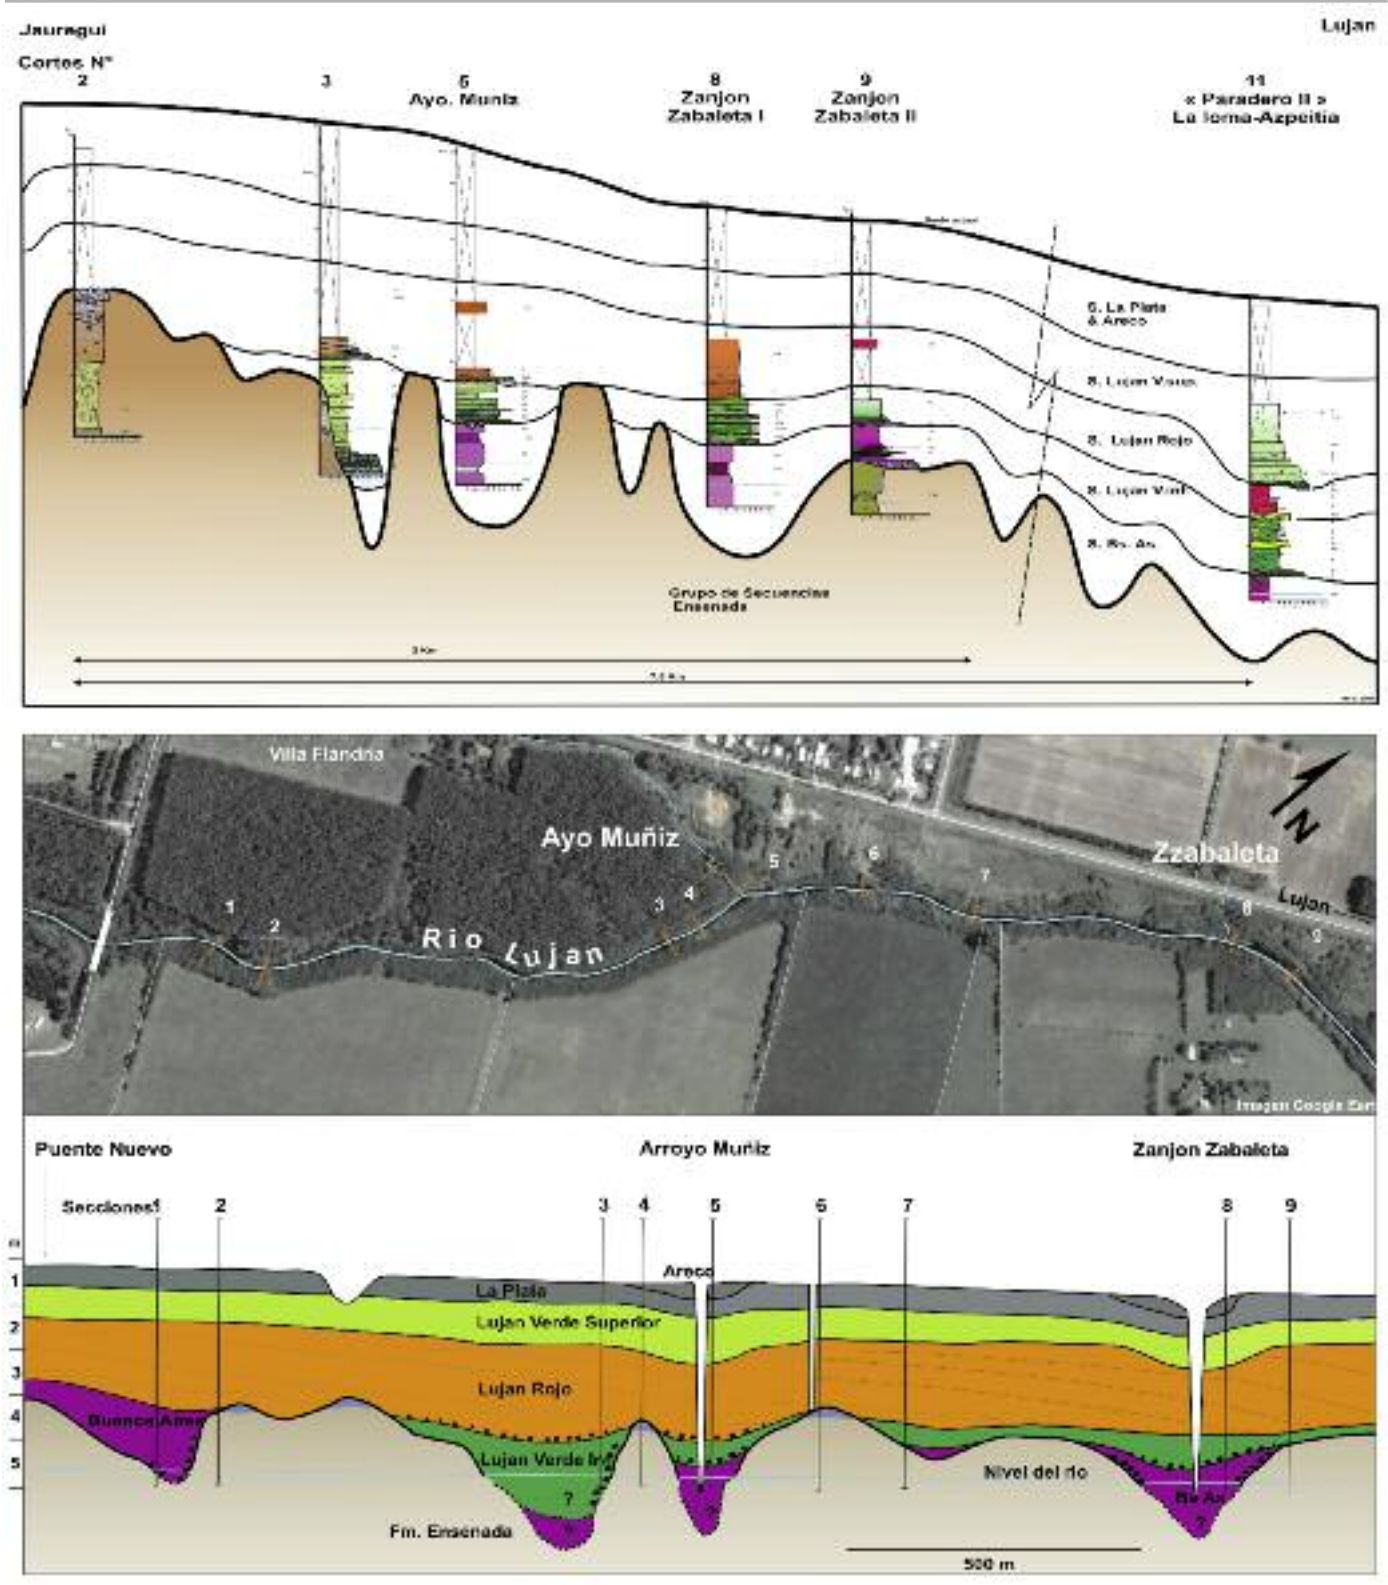 Jauregui
Lujan
Cortes N°
2
3
5
8
9
11
Ayo. Muniz
Zanjon
Zabaleta I
Zanjon
Zabaleta II
« Paradero II »
La loma-Azpeitia
S. La Plata
& Areco
S. Lujan V.sup.
S. Lujan Rojo
S. Lujan V.inf
S. Bs. As.
Grupo de Secuencias
Ensenada
Villa Flandria
Ayo Muñiz
Zzabaleta
N
1
2
3
4
5
6
7
8
9
Rio Lujan
Lujan
Imagen Google Eart
Puente Nuevo
Arroyo Muñiz
Zanjon Zabaleta
Secciones
1
2
3
4
5
6
7
8
9
m
1
2
3
4
5
Areco
La Plata
Lujan Verde Superior
Lujan Rojo
Buenos Aires
Lujan Verde Inf
?
?
?
Nivel del rio
Bs As
?
Fm. Ensenada
500 m